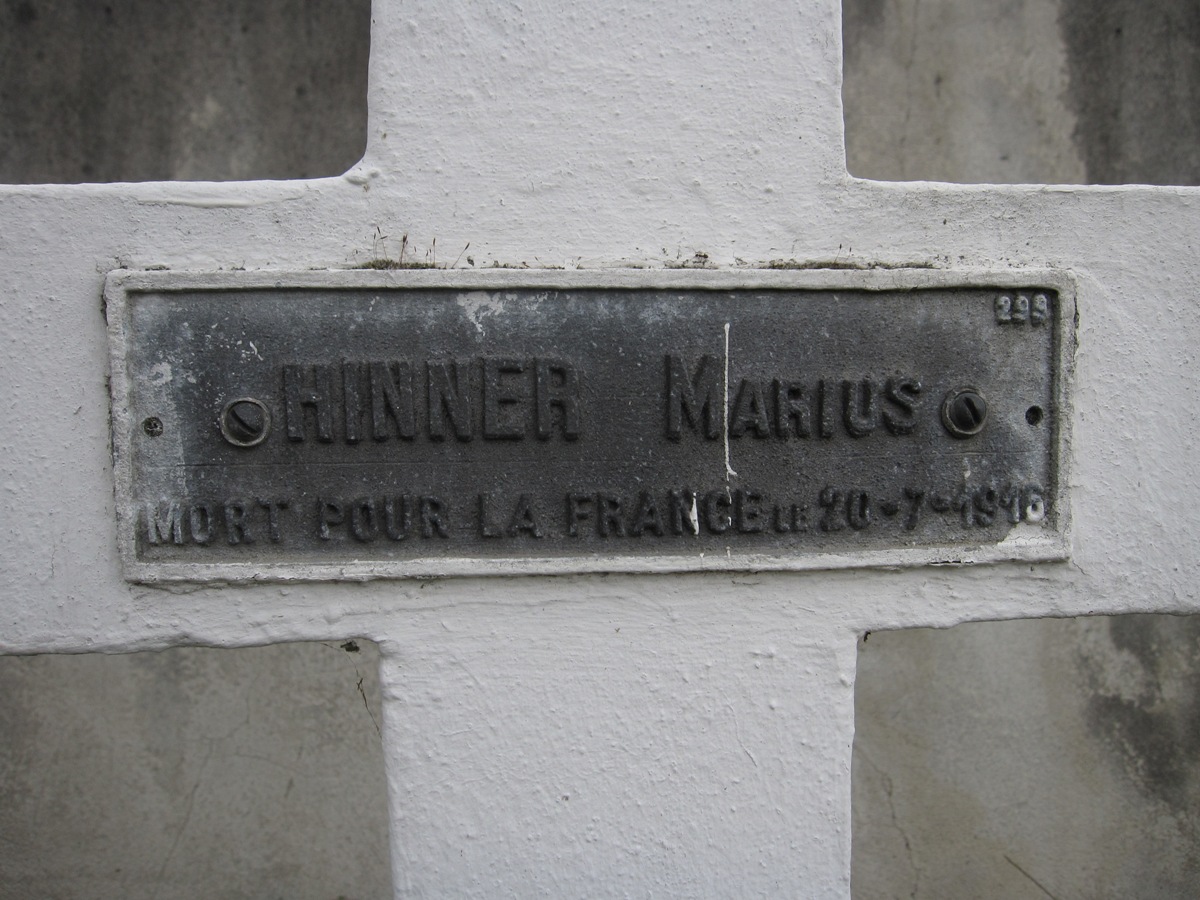 299
HINNER MARIUS
MORT POUR LA FRANCE LE 20-7-1916